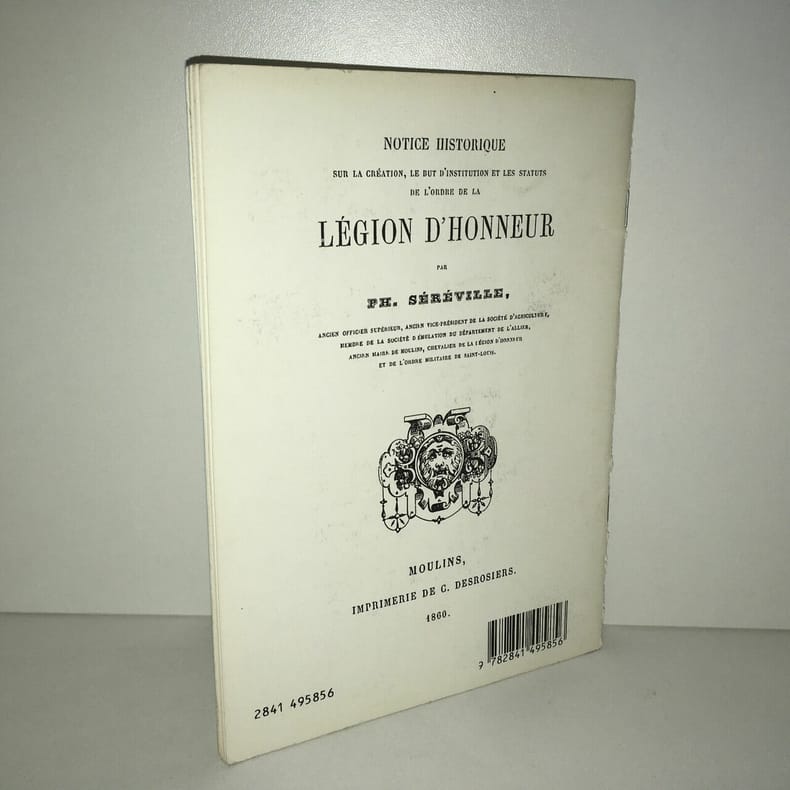 NOTICE HISTORIQUE
SUR LA CRÉATION, LE BUT D'INSTITUTION ET LES STATUTS
DE L'ORDRE DE LA
LÉGION D'HONNEUR
PAR
PH. SÉRÉVILLE,
ANCIEN OFFICIER SUPÉRIEUR, ANCIEN VICE-PRÉSIDENT DE LA SOCIÉTÉ D'AGRICULTURE,
MEMBRE DE LA SOCIÉTÉ D'ÉMULATION DU DÉPARTEMENT DE L'ALLIER,
ANCIEN MAIRE DE MOULINS, CHEVALIER DE LA LÉGION D'HONNEUR
ET DE L'ORDRE MILITAIRE DE SAINT-LOUIS.
MOULINS,
IMPRIMERIE DE C. DESROSIERS.
1860.
9 782841 495856
2841 495856